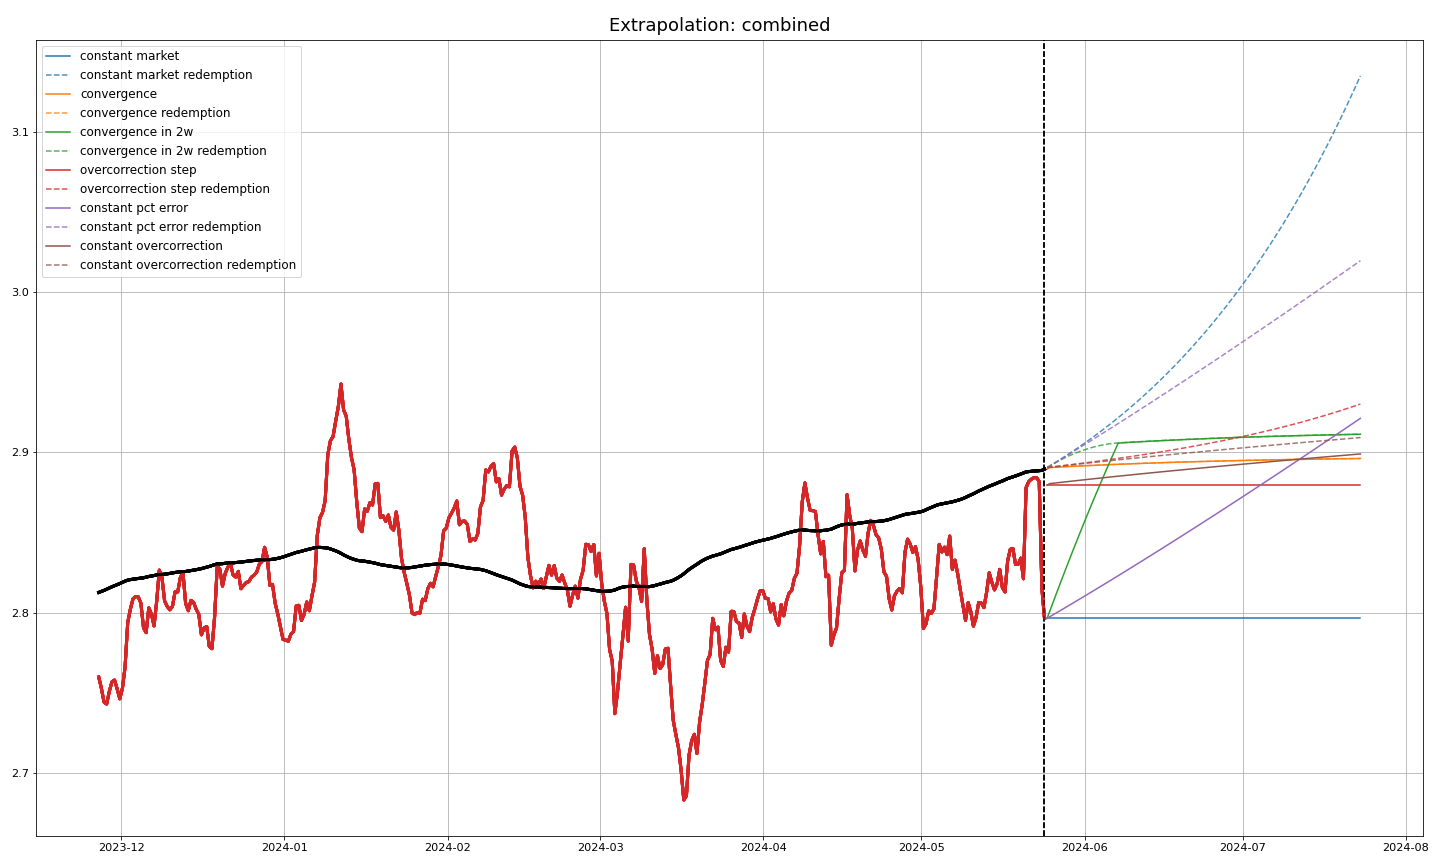 Extrapolation: combined
constant market
constant market redemption
convergence
convergence redemption
convergence in 2w
convergence in 2w redemption
overcorrection step
overcorrection step redemption
constant pct error
constant pct error redemption
constant overcorrection
constant overcorrection redemption
3.1
3.0
2.9
2.8
2.7
2023-12 2024-01 2024-02 2024-03 2024-04 2024-05 2024-06 2024-07 2024-08